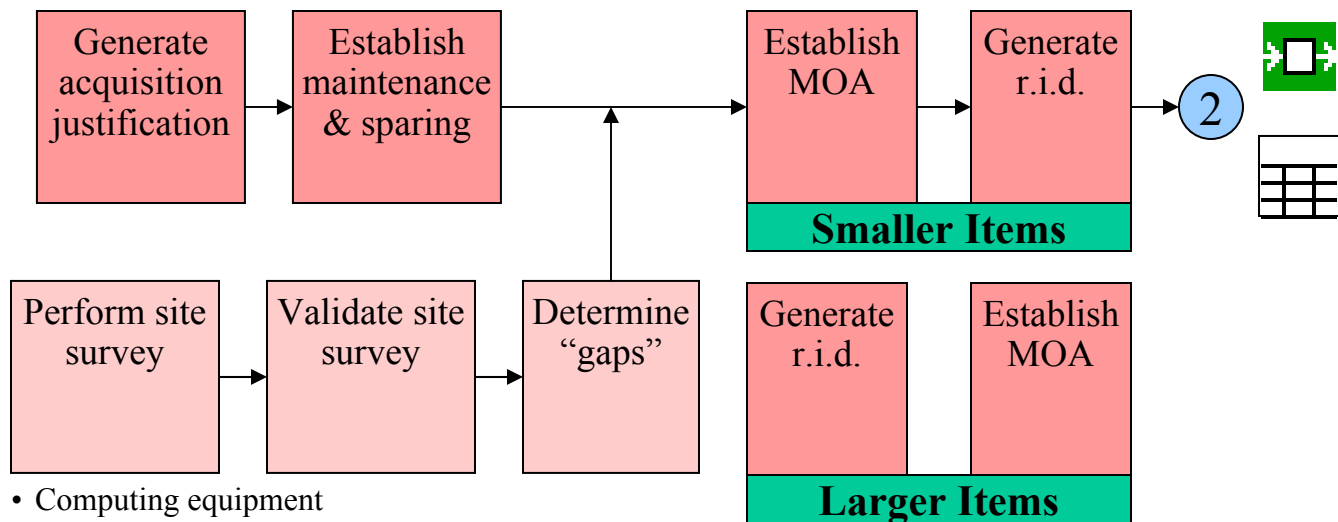 Generate
acquisition
justification
Establish
maintenance
& sparing
Establish
MOA
Generate
r.i.d.
2
Smaller Items
Perform site
survey
Validate site
survey
Determine
“gaps”
Generate
r.i.d.
Establish
MOA
Larger Items
• Computing equipment